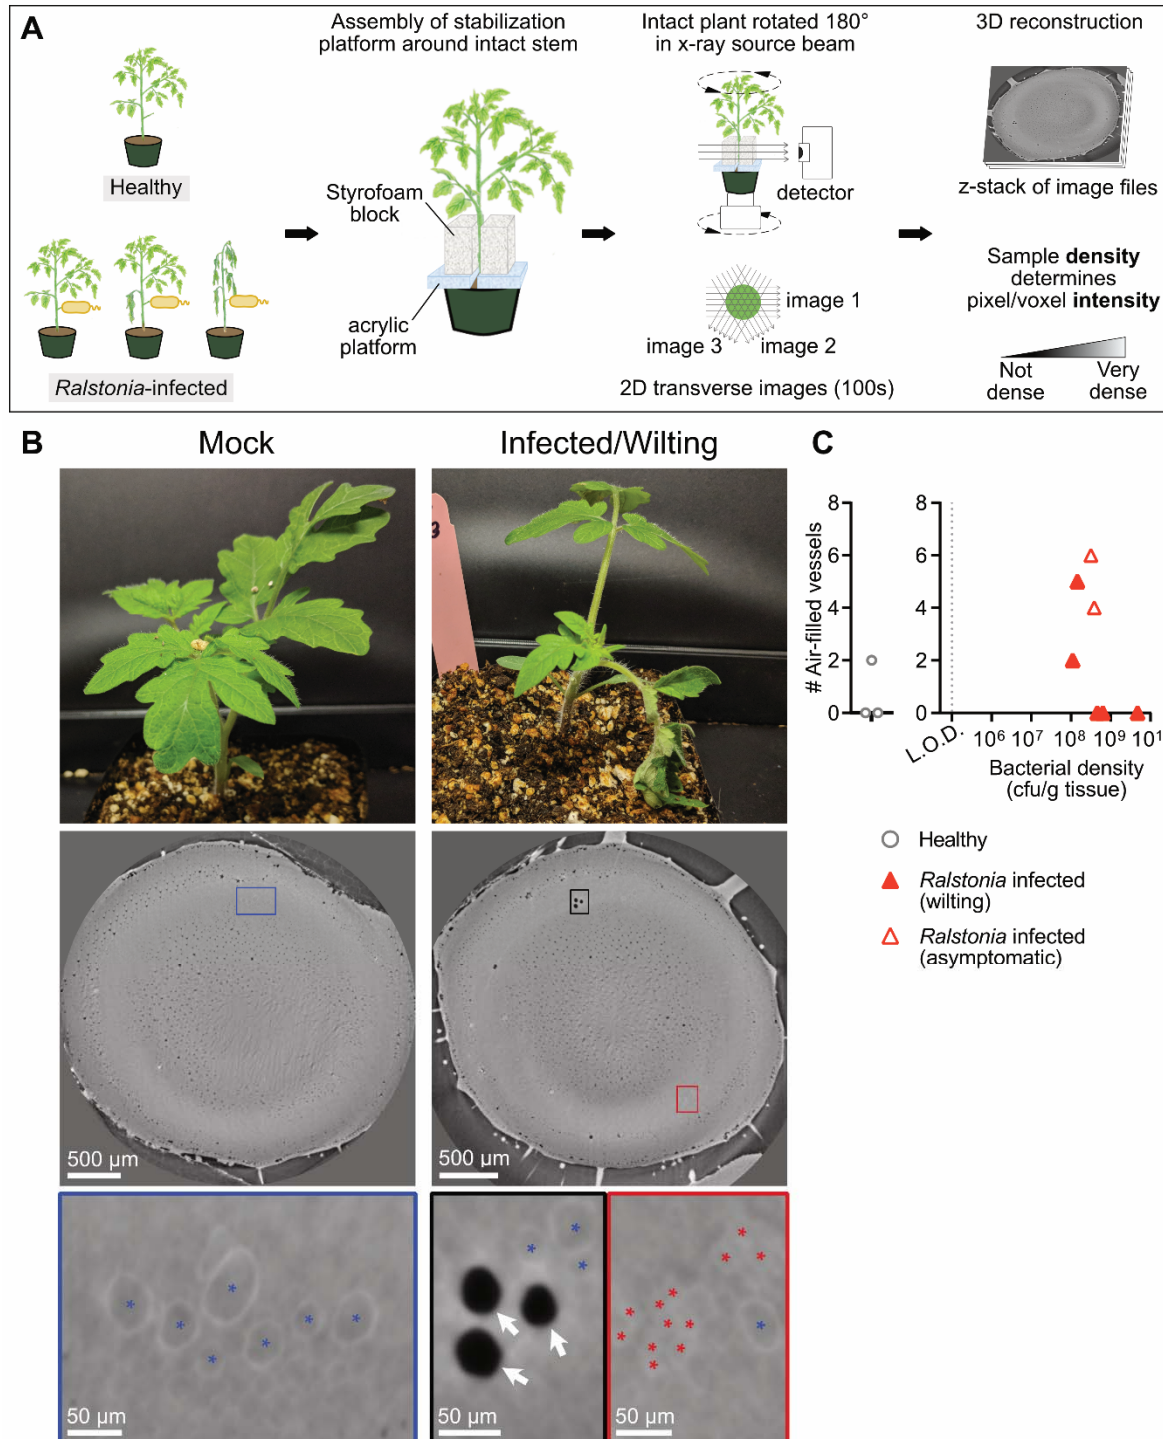 A
Healthy
Ralstonia-infected
Assembly of stabilization
platform around intact stem
Styrofoam
block
acrylic
platform
Intact plant rotated 180°
in x-ray source beam
detector
image 1
image 2
image 3
2D transverse images (100s)
3D reconstruction
z-stack of image files
Sample density
determines
pixel/voxel intensity
Not
dense
Very
dense
B
Mock
Infected/Wilting
3
500 µm
500 µm
50 µm
50 µm
50 µm
C
# Air-filled vessels
8
6
4
2
0
8
6
4
2
0
L.O.D.
10⁶
10⁷
10⁸
10⁹
10¹
Bacterial density
(cfu/g tissue)
Healthy
Ralstonia infected
(wilting)
Ralstonia infected
(asymptomatic)